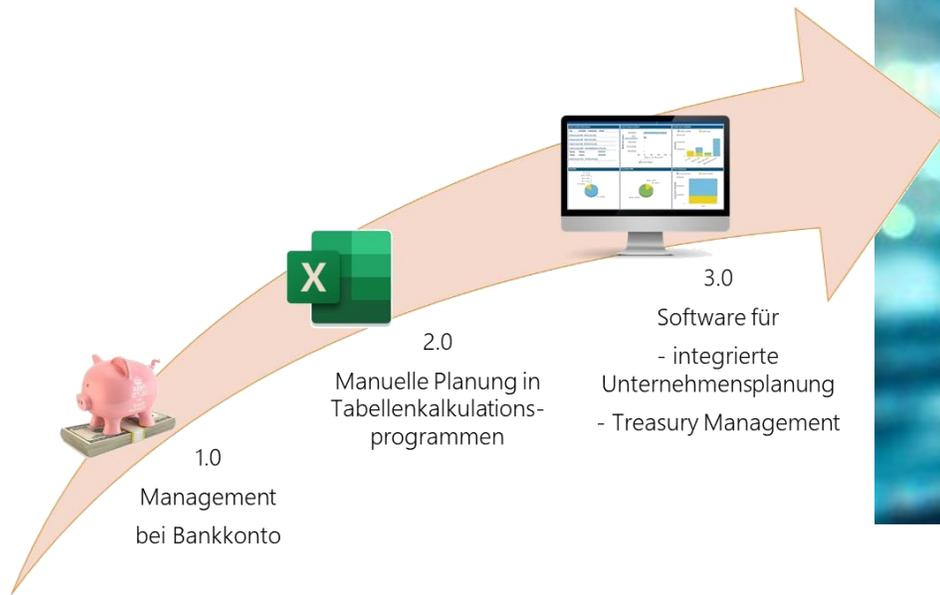 1.0
Management
bei Bankkonto
X
2.0
Manuelle Planung in
Tabellenkalkulations-
programmen
3.0
Software für
- integrierte
Unternehmensplanung
- Treasury Management